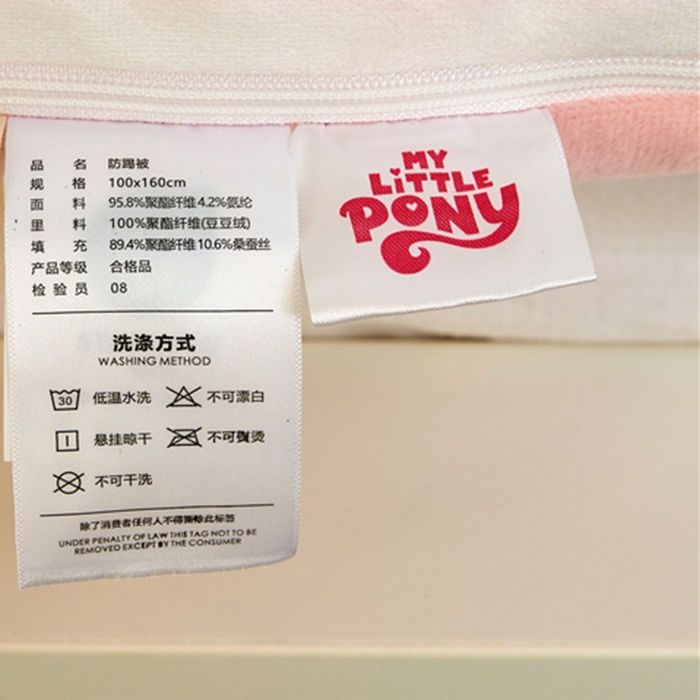 品 名 防踢被
规 格 100x160cm
面 料 95.8%聚酯纤维 4.2%氨纶
里 料 100%聚酯纤维(豆豆绒)
填 充 89.4%聚酯纤维 10.6%桑蚕丝
产品等级 合格品
检 验 员 08
洗涤方式
WASHING METHOD
30 低温水洗 不可漂白
悬挂晾干 不可熨烫
不可干洗
除了消费者任何人不得撕除此标签
UNDER PENALTY OF LAW THIS TAG NOT TO BE
REMOVED EXCEPT BY THE CONSUMER
MY
LiTTLE
PONY